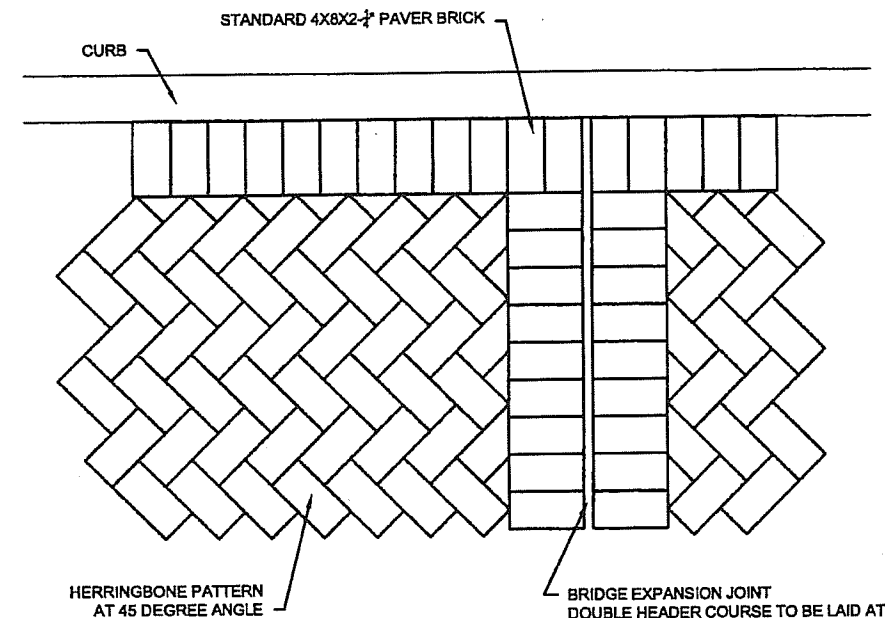 STANDARD 4X8X2-¼" PAVER BRICK
CURB
HERRINGBONE PATTERN
AT 45 DEGREE ANGLE
BRIDGE EXPANSION JOINT
DOUBLE HEADER COURSE TO BE LAID AT